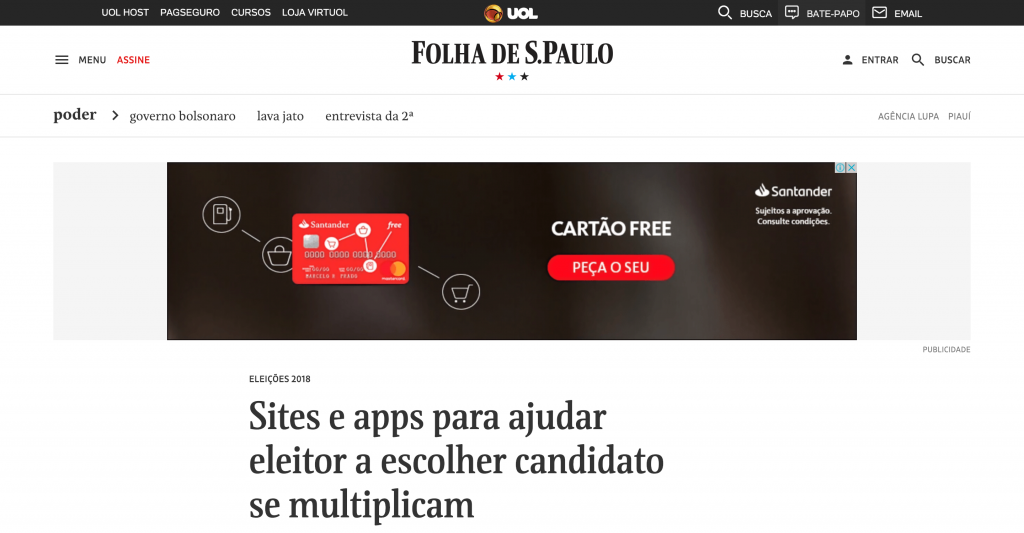 UOL HOST PAGSEGURO CURSOS LOJA VIRTUOL UOL BUSCA BATE-PAPO EMAIL
MENU ASSINE FOLHA DE S.PAULO ENTRAR BUSCAR
poder governo bolsonaro lava jato entrevista da 2ª AGÊNCIA LUPA PIAUÍ
Santander
Sujeitos a aprovação.
Consulte condições.
Santander free
0000 0000 0000 0000
MARCELO R PRADO
mastercard
CARTÃO FREE
PEÇA O SEU
PUBLICIDADE
ELEIÇÕES 2018
Sites e apps para ajudar
eleitor a escolher candidato
se multiplicam